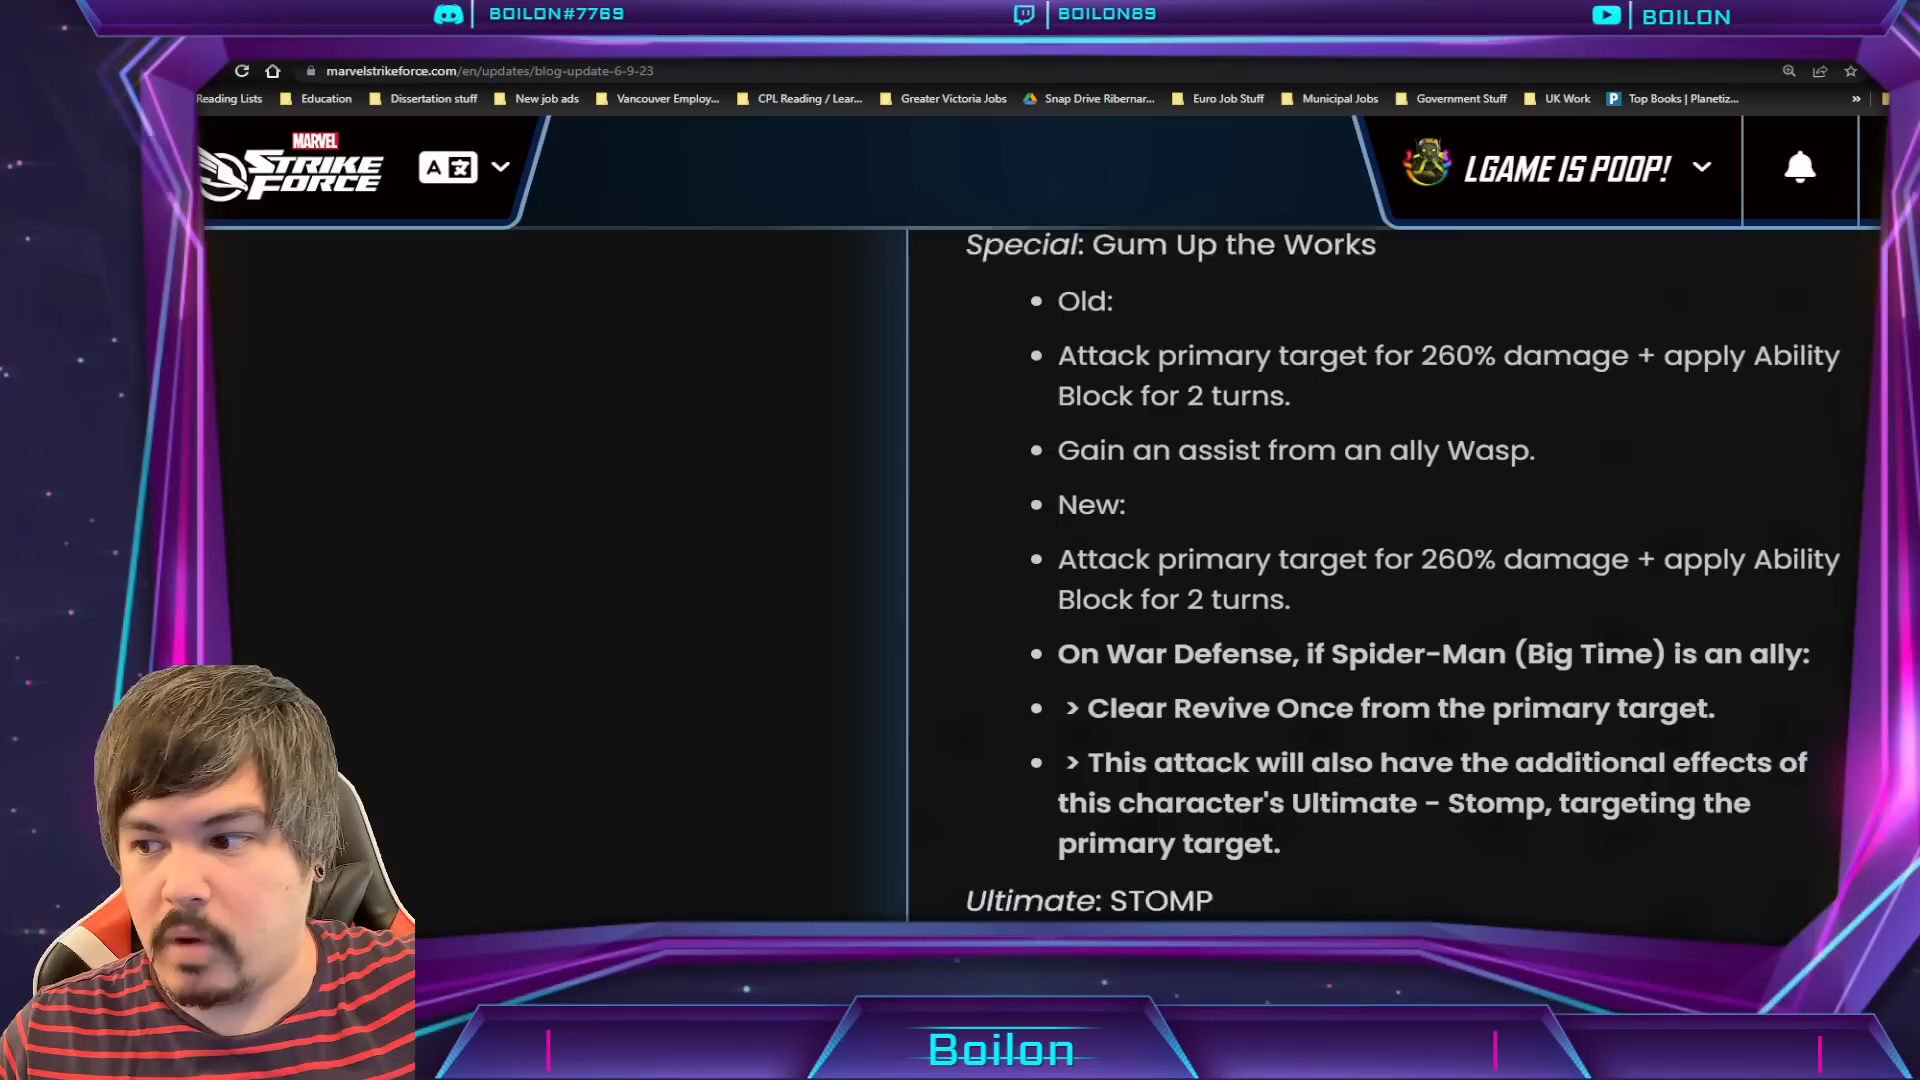 BOILON#7769
BOILON89
BOILON
marvelstrikeforce.com/en/updates/blog-update-6-9-23
Reading Lists
Education
Dissertation stuff
New job ads
Vancouver Employ...
CPL Reading / Lear...
Greater Victoria Jobs
Snap Drive Ribernar...
Euro Job Stuff
Municipal Jobs
Government Stuff
UK Work
Top Books | Planetiz...
»
MARVEL
STRIKE
FORCE
A文
LGAME IS POOP!
Special: Gum Up the Works
• Old:
• Attack primary target for 260% damage + apply Ability
Block for 2 turns.
• Gain an assist from an ally Wasp.
• New:
• Attack primary target for 260% damage + apply Ability
Block for 2 turns.
• On War Defense, if Spider-Man (Big Time) is an ally:
• > Clear Revive Once from the primary target.
• > This attack will also have the additional effects of
this character's Ultimate - Stomp, targeting the
primary target.
Ultimate: STOMP
Boilon